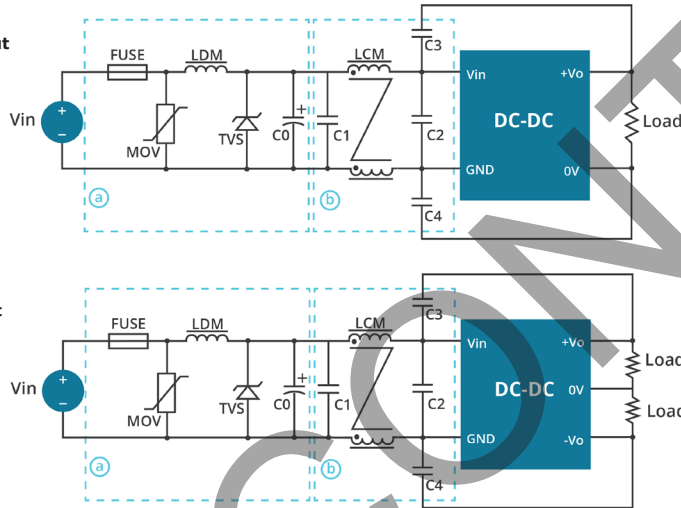 ut
FUSE LDM LCM C3
Vin + − MOV TVS C0 + C1 C2 Vin +Vo DC-DC GND 0V Load
a b C4
FUSE LDM LCM C3
Vin + − MOV TVS C0 + C1 C2 Vin +Vo DC-DC 0V GND -Vo Load
Load
a b C4